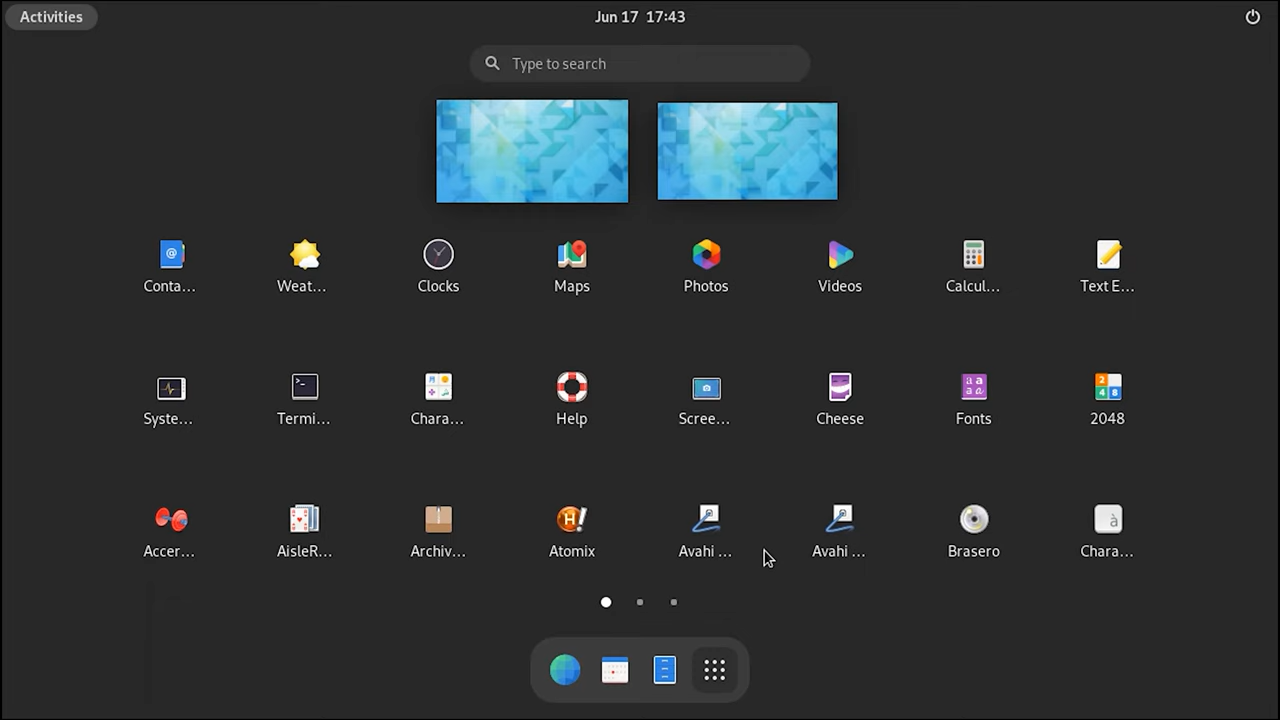 Activities
Jun 17 17:43
Type to search
Conta... Weat... Clocks Maps Photos Videos Calcul... Text E...
Syste... Termi... Chara... Help Scree... Cheese Fonts 2048
Accer... AisleR... Archiv... Atomix Avahi ... Avahi ... Brasero Chara...